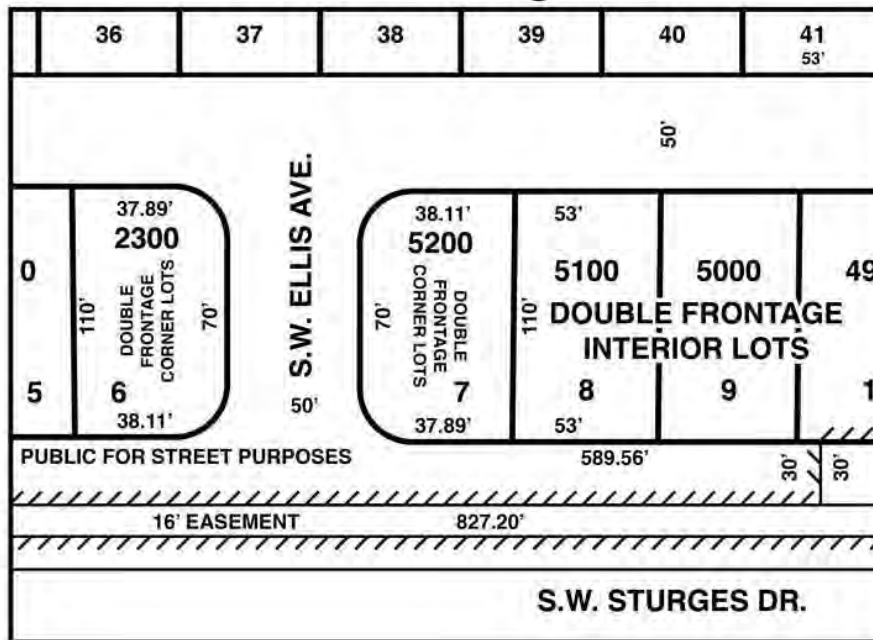 36 37 38 39 40 41
53'
50'
S.W. ELLIS AVE.
50'
37.89'
2300
DOUBLE
FRONTAGE
CORNER LOTS
110'
70'
6
38.11'
0
5
38.11'
5200
DOUBLE
FRONTAGE
CORNER LOTS
70'
110'
7
37.89'
53'
5100 5000 49
DOUBLE FRONTAGE
INTERIOR LOTS
8 9 1
53'
PUBLIC FOR STREET PURPOSES 589.56' 30' 30'
16' EASEMENT 827.20'
S.W. STURGES DR.